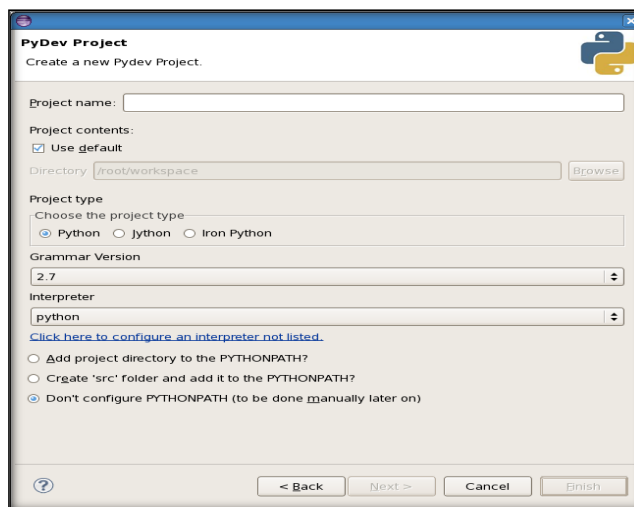 PyDev Project
Create a new Pydev Project.
Project name:
Project contents:
Use default
Directory /root/workspace Browse
Project type
Choose the project type
Python Jython Iron Python
Grammar Version
2.7
Interpreter
python
Click here to configure an interpreter not listed.
Add project directory to the PYTHONPATH?
Create 'src' folder and add it to the PYTHONPATH?
Don't configure PYTHONPATH (to be done manually later on)
? < Back Next > Cancel Finish